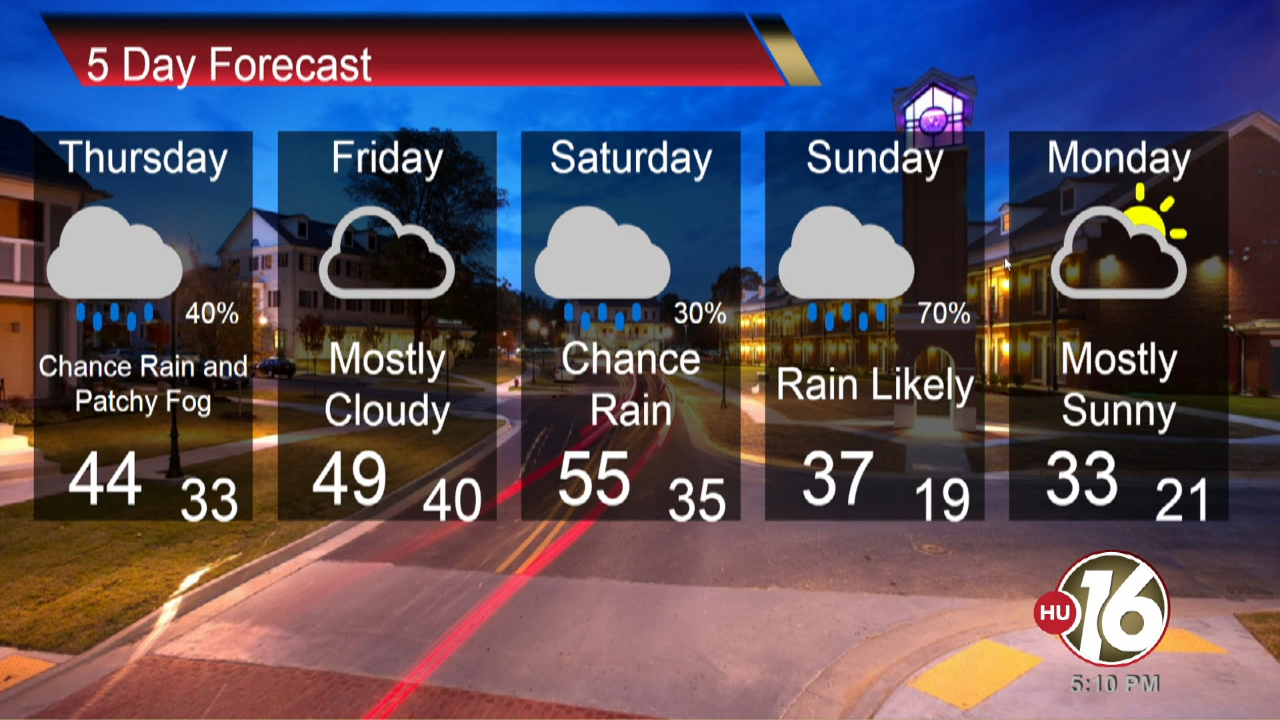 5 Day Forecast
Thursday
40%
Chance Rain and
Patchy Fog
44 33
Friday
Mostly
Cloudy
49 40
Saturday
30%
Chance
Rain
55 35
Sunday
70%
Rain Likely
37 19
Monday
Mostly
Sunny
33 21
HU 16
5:10 PM